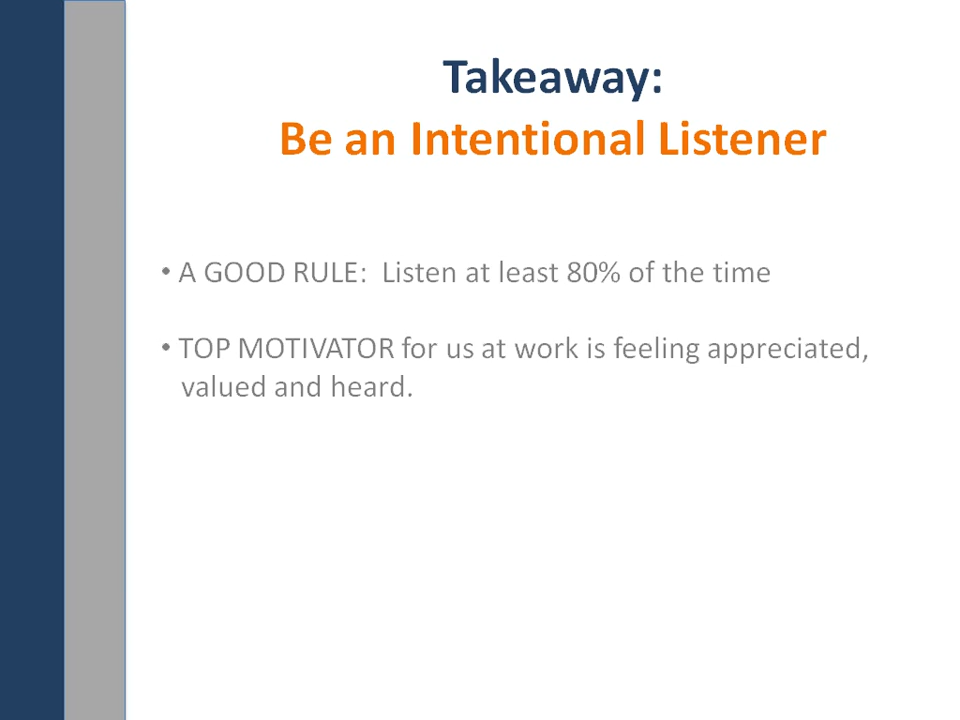 Takeaway:
Be an Intentional Listener
• A GOOD RULE:  Listen at least 80% of the time
• TOP MOTIVATOR for us at work is feeling appreciated,
valued and heard.